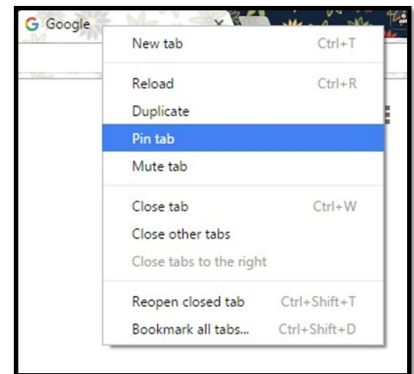 Google
New tab Ctrl+T
Reload Ctrl+R
Duplicate
Pin tab
Mute tab
Close tab Ctrl+W
Close other tabs
Close tabs to the right
Reopen closed tab Ctrl+Shift+T
Bookmark all tabs... Ctrl+Shift+D